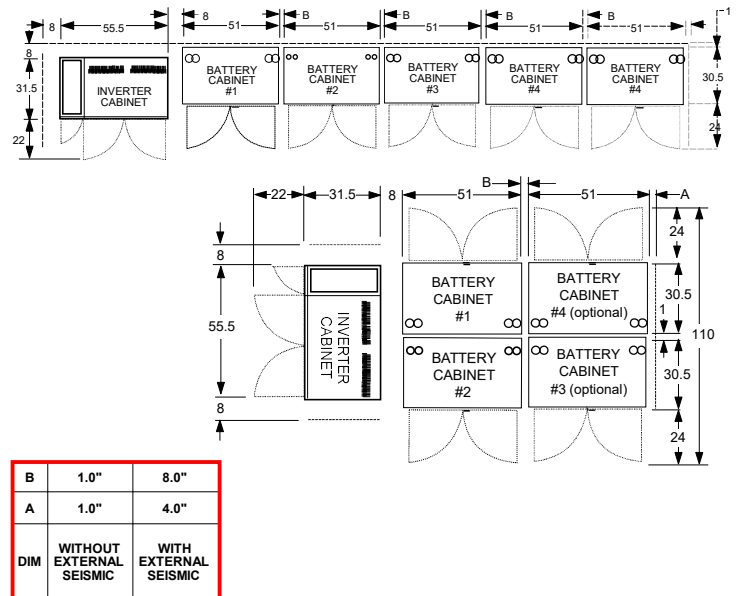 8 55.5 8 51 B 51 B 51 B 51 B 51 1
8
31.5
22
INVERTER
CABINET
BATTERY
CABINET
#1
BATTERY
CABINET
#2
BATTERY
CABINET
#3
BATTERY
CABINET
#4
BATTERY
CABINET
#4
30.5
24
22 31.5 8 51 B 51 A
8
55.5
8
INVERTER
CABINET
BATTERY
CABINET
#1
BATTERY
CABINET
#4 (optional)
BATTERY
CABINET
#2
BATTERY
CABINET
#3 (optional)
24
30.5
1
110
30.5
24
B 1.0" 8.0"
A 1.0" 4.0"
DIM WITHOUT EXTERNAL SEISMIC WITH EXTERNAL SEISMIC